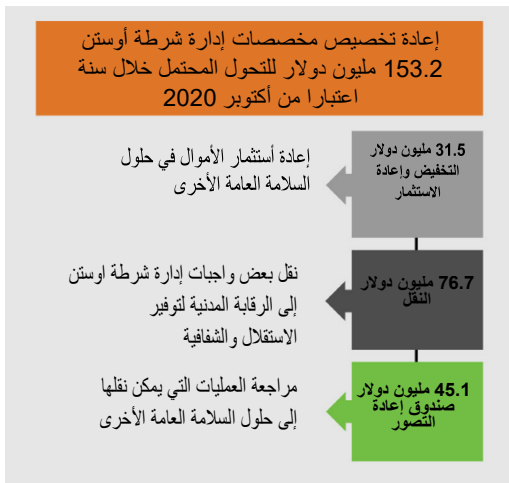 إعادة تخصيص مخصصات إدارة شرطة أوستن
153.2 مليون دولار للتحول المحتمل خلال سنة
اعتبارا من أكتوبر 2020
31.5 مليون دولار
التخفيض وإعادة
الاستثمار
إعادة أستثمار الأموال في حلول
السلامة العامة الأخرى
76.7 مليون دولار
النقل
نقل بعض واجبات إدارة شرطة اوستن
إلى الرقابة المدنية لتوفير
الاستقلال والشفافية
45.1 مليون دولار
صندوق إعادة
التصور
مراجعة العمليات التي يمكن نقلها
إلى حلول السلامة العامة الأخرى